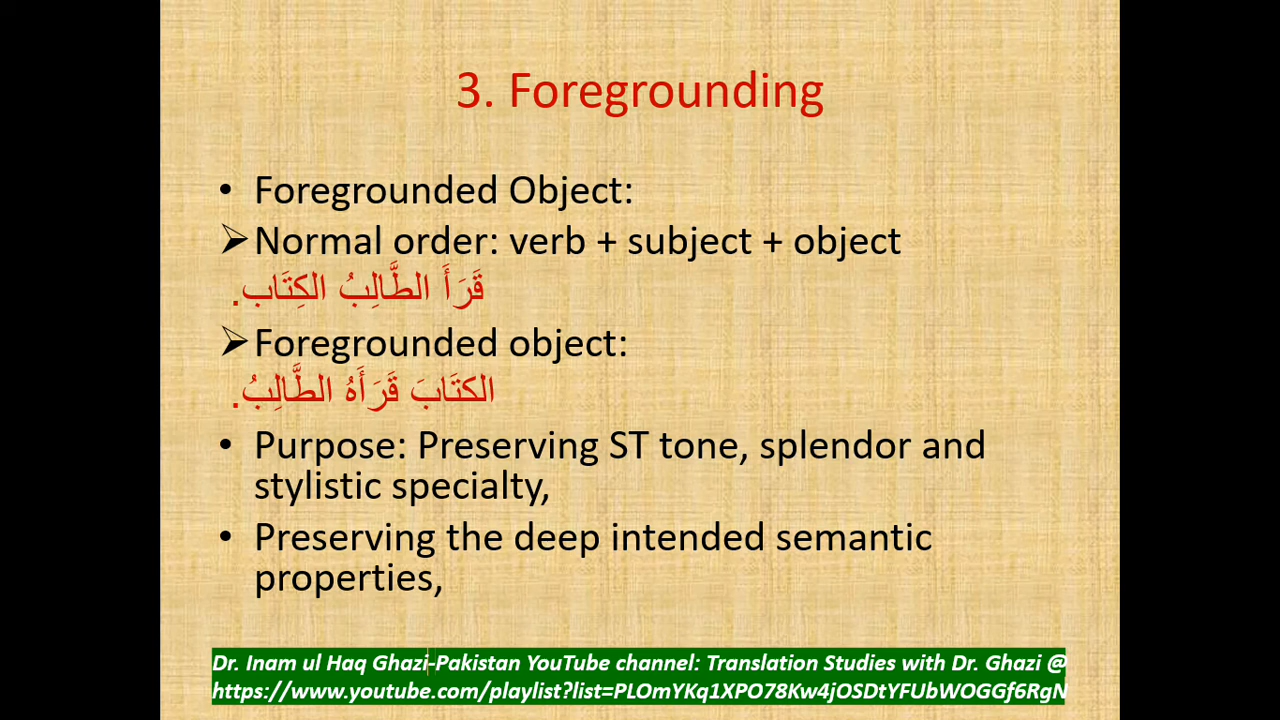 3. Foregrounding
• Foregrounded Object:
➢ Normal order: verb + subject + object
قَرَأَ الطَّالِبُ الكِتَاب.
➢ Foregrounded object:
الكتَابَ قَرَأَهُ الطَّالِبُ.
• Purpose: Preserving ST tone, splendor and
stylistic specialty,
• Preserving the deep intended semantic
properties,
Dr. Inam ul Haq Ghazi-Pakistan YouTube channel: Translation Studies with Dr. Ghazi @
https://www.youtube.com/playlist?list=PLOmYKq1XPO78Kw4jOSDtYFUbWOGGf6RgN